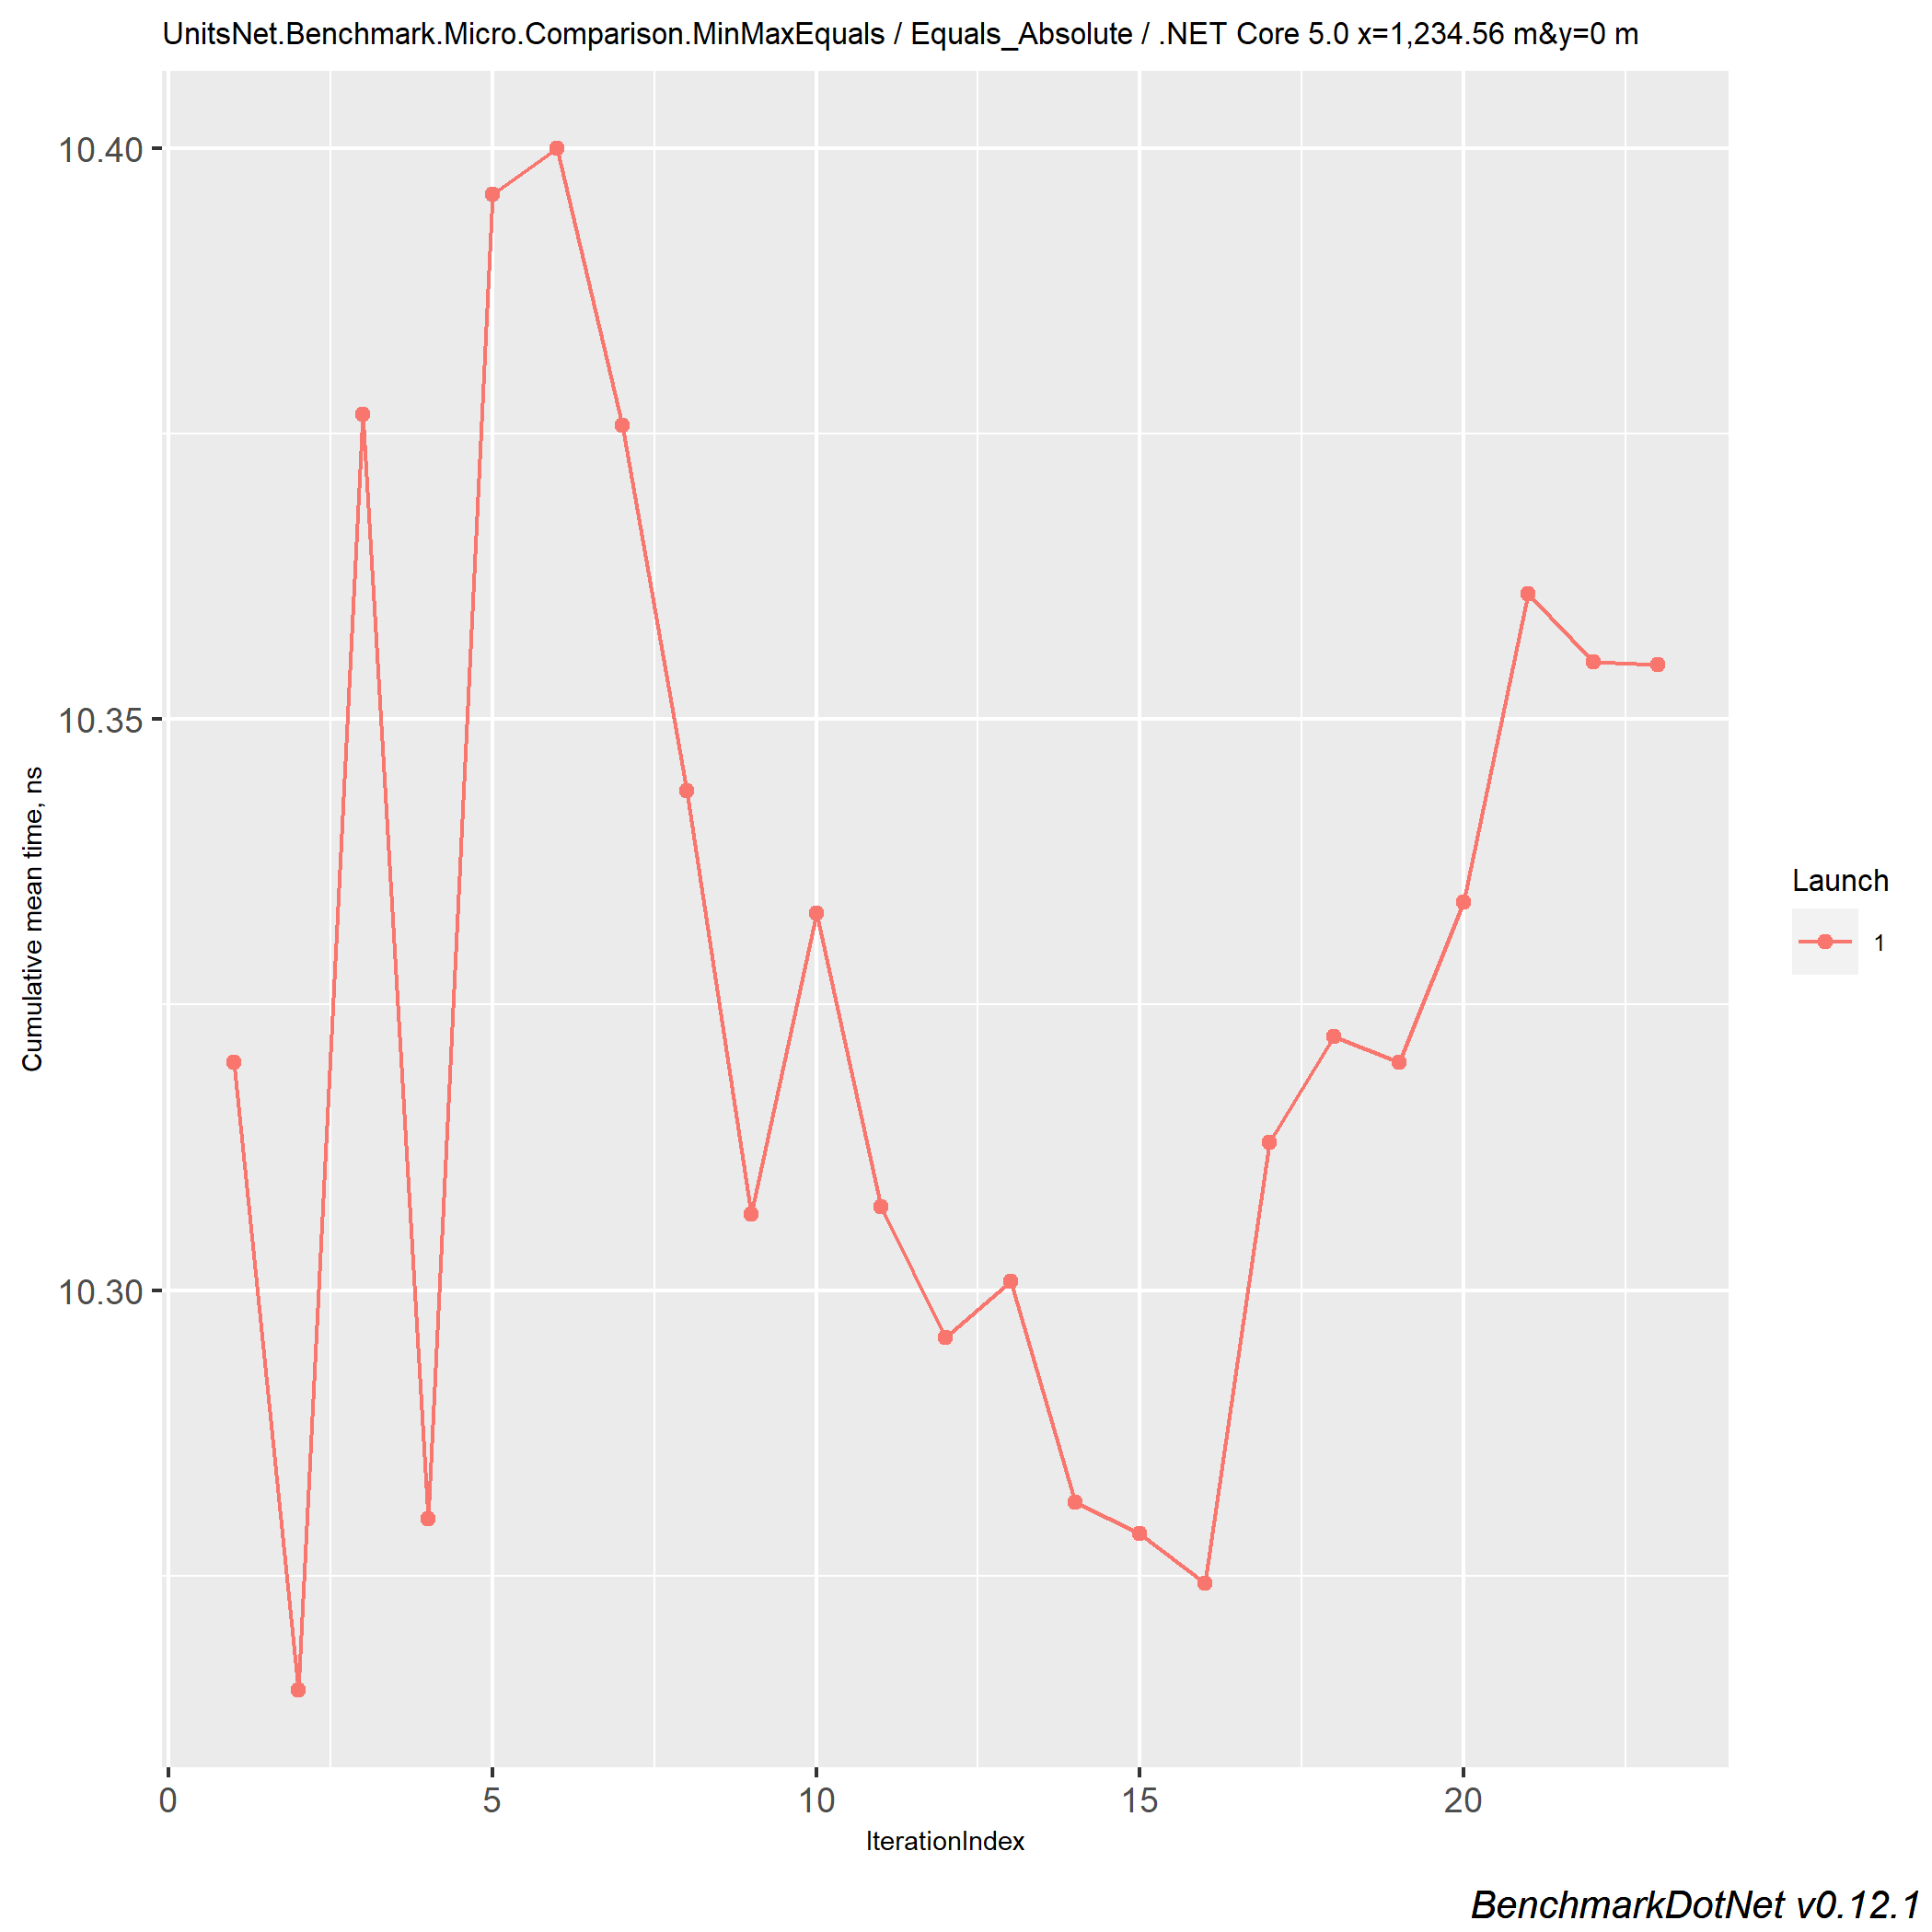 UnitsNet.Benchmark.Micro.Comparison.MinMaxEquals / Equals_Absolute / .NET Core 5.0 x=1,234.56 m&y=0 m
10.40
10.35
10.30
Cumulative mean time, ns
0 5 10 15 20
IterationIndex
Launch
1
BenchmarkDotNet v0.12.1